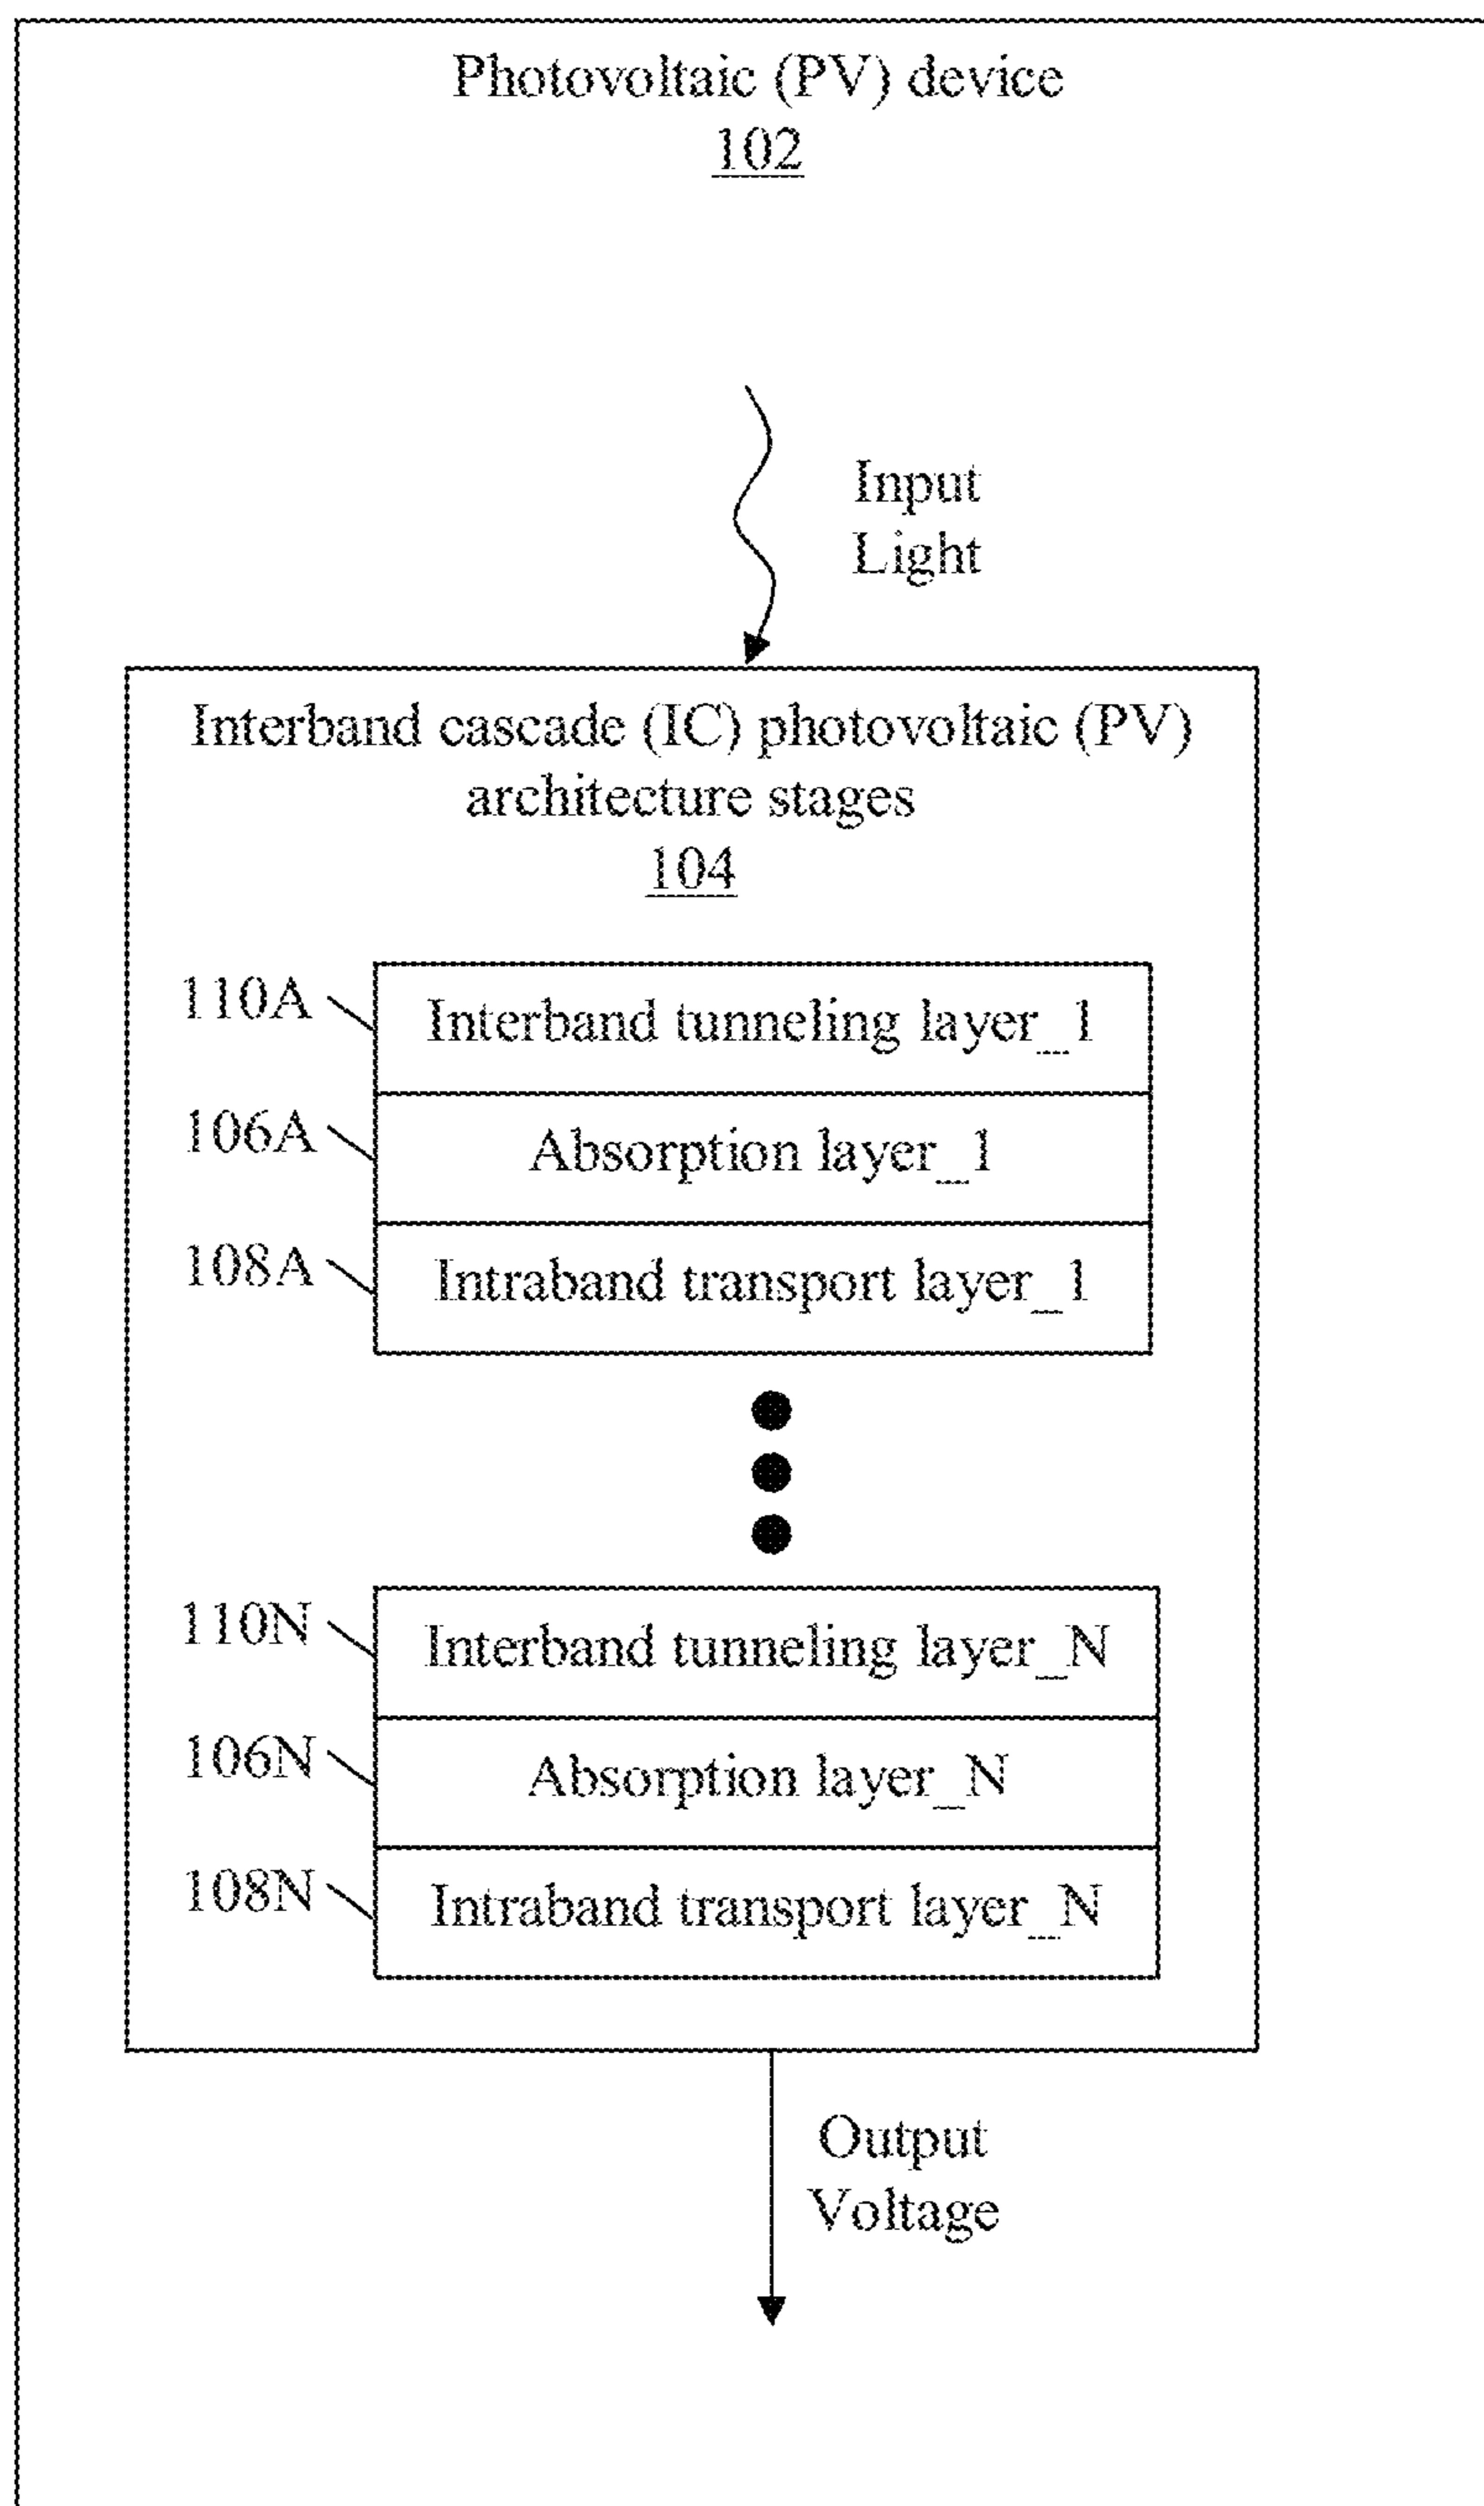 Photovoltaic (PV) device
102
Input
Light
Interband cascade (IC) photovoltaic (PV)
architecture stages
104
110A
Interband tunneling layer_1
106A
Absorption layer_1
108A
Intraband transport layer_1
110N
Interband tunneling layer_N
106N
Absorption layer_N
108N
Intraband transport layer_N
Output
Voltage